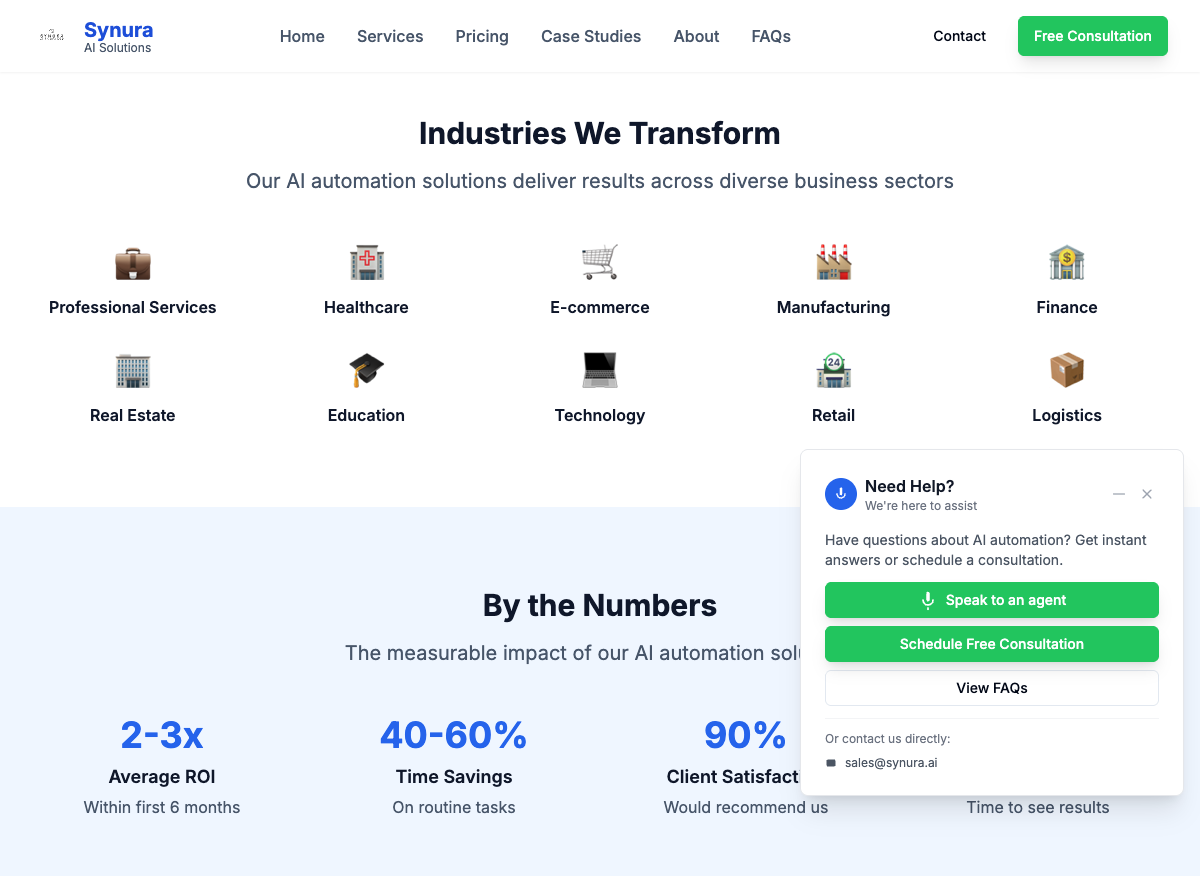 Synura
AI Solutions
Home
Services
Pricing
Case Studies
About
FAQs
Contact
Free Consultation
Industries We Transform
Our AI automation solutions deliver results across diverse business sectors
Professional Services
Healthcare
E-commerce
Manufacturing
Finance
Real Estate
Education
24
Technology
Retail
Logistics
By the Numbers
The measurable impact of our AI automation
2-3x
Average ROI
Within first 6 months
40-60%
Time Savings
On routine tasks
90%
Client
Would recommend us
Time to see results
Need Help?
We're here to assist
Have questions about AI automation? Get instant
answers or schedule a consultation.
Speak to an agent
Schedule Free Consultation
View FAQs
Or contact us directly:
sales@synura.ai